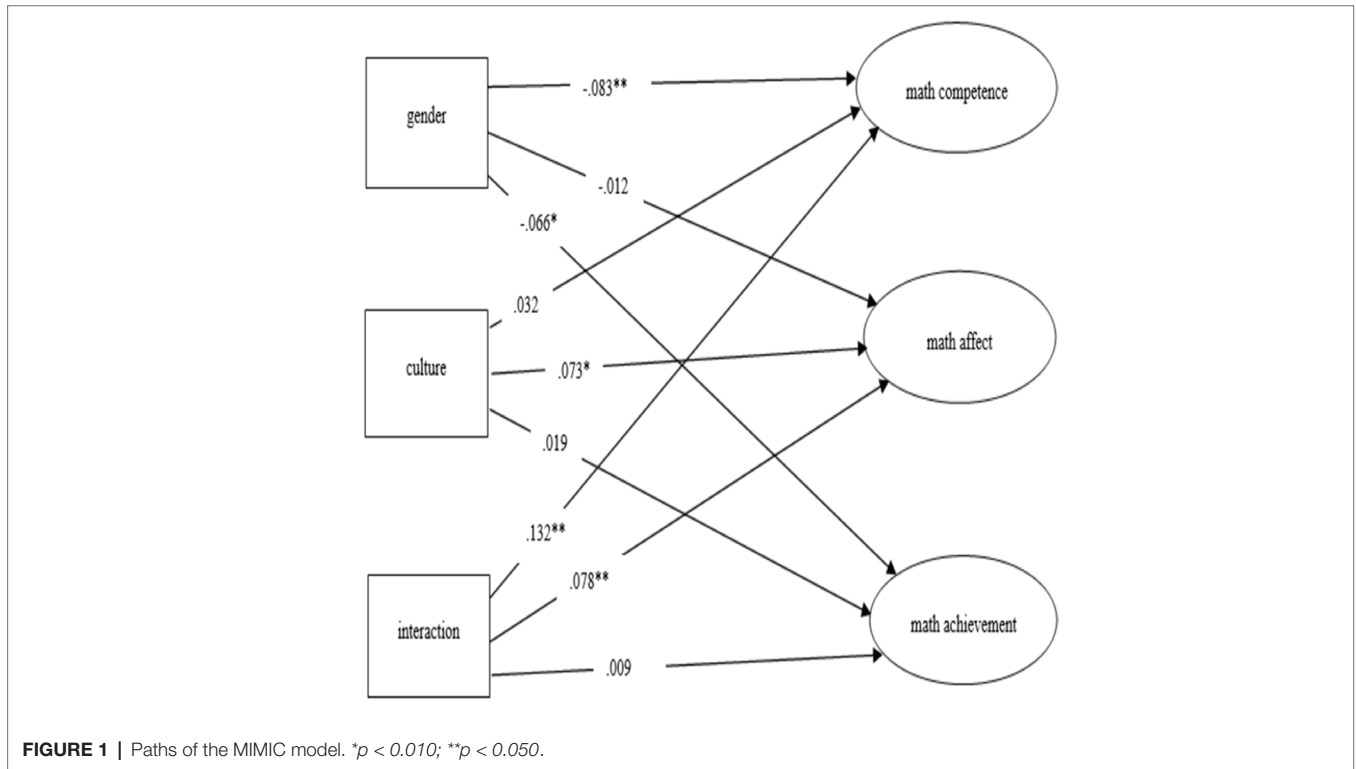 -.083**
math competence
gender
-.012
-.066*
.032
math affect
culture
.073*
.019
.132**
.078**
interaction
math achievement
.009
FIGURE 1 | Paths of the MIMIC model. *p < 0.010; **p < 0.050.